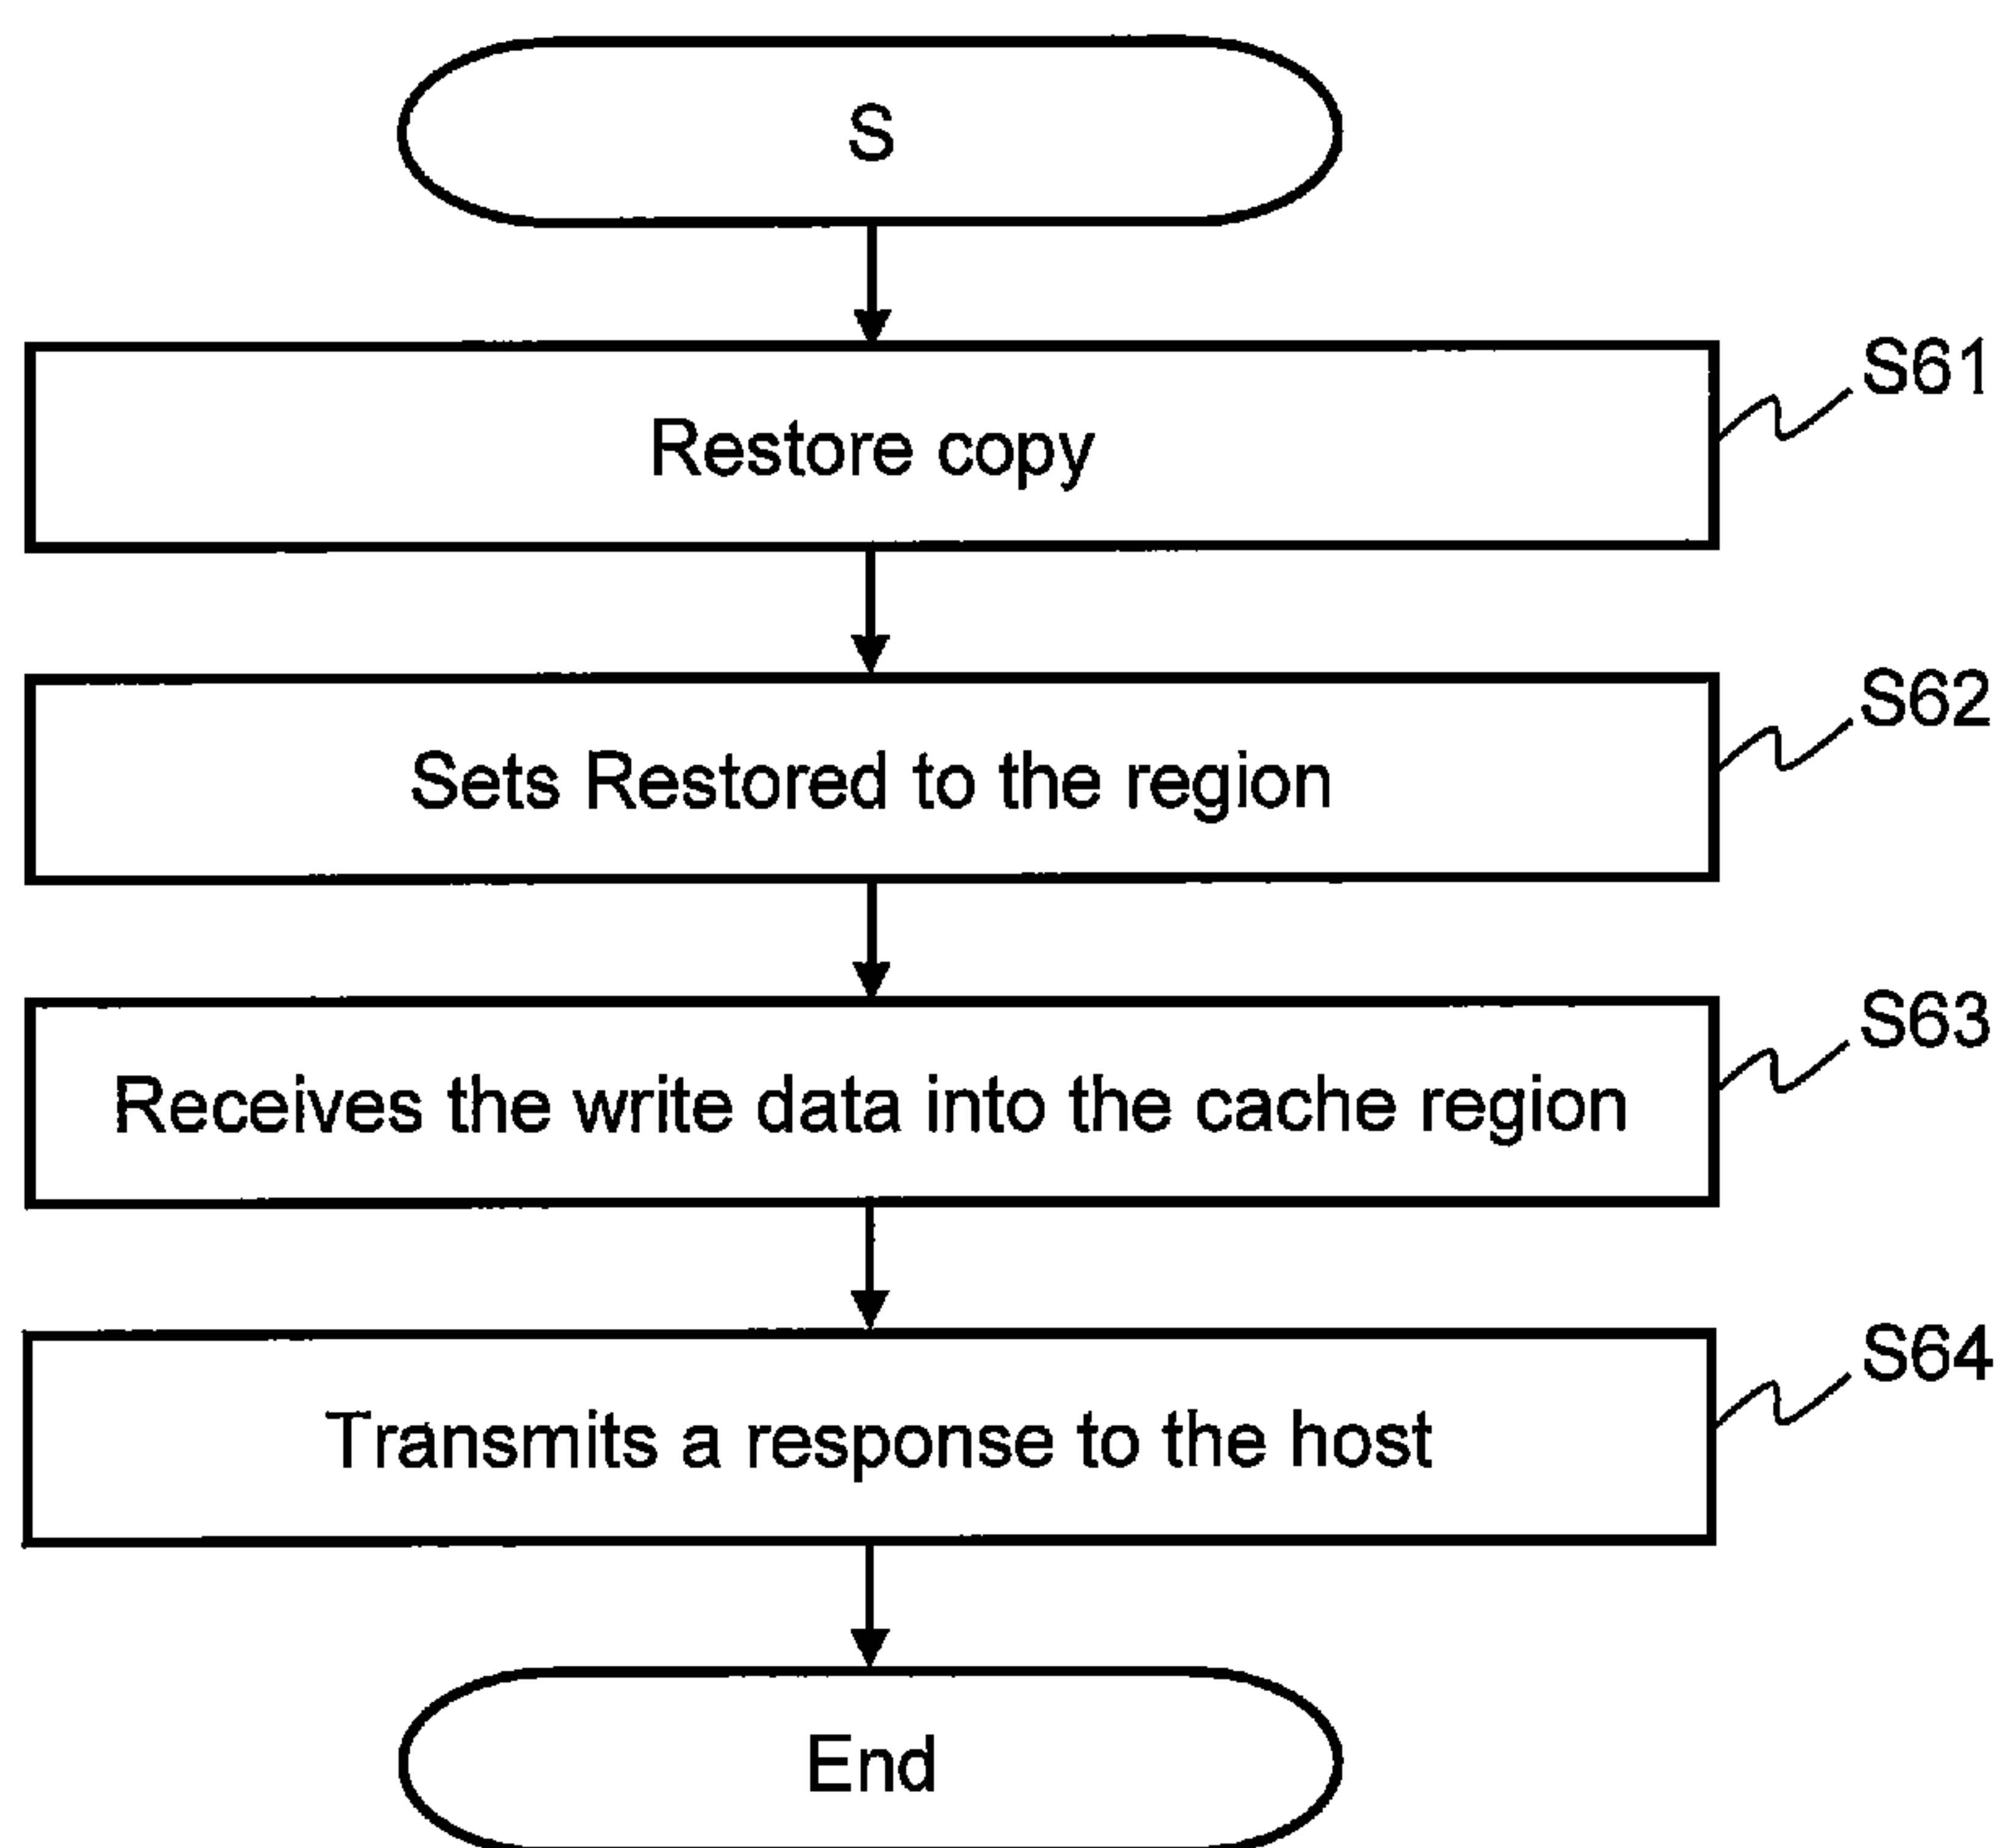 S
Restore copy
S61
Sets Restored to the region
S62
Receives the write data into the cache region
S63
Transmits a response to the host
S64
End